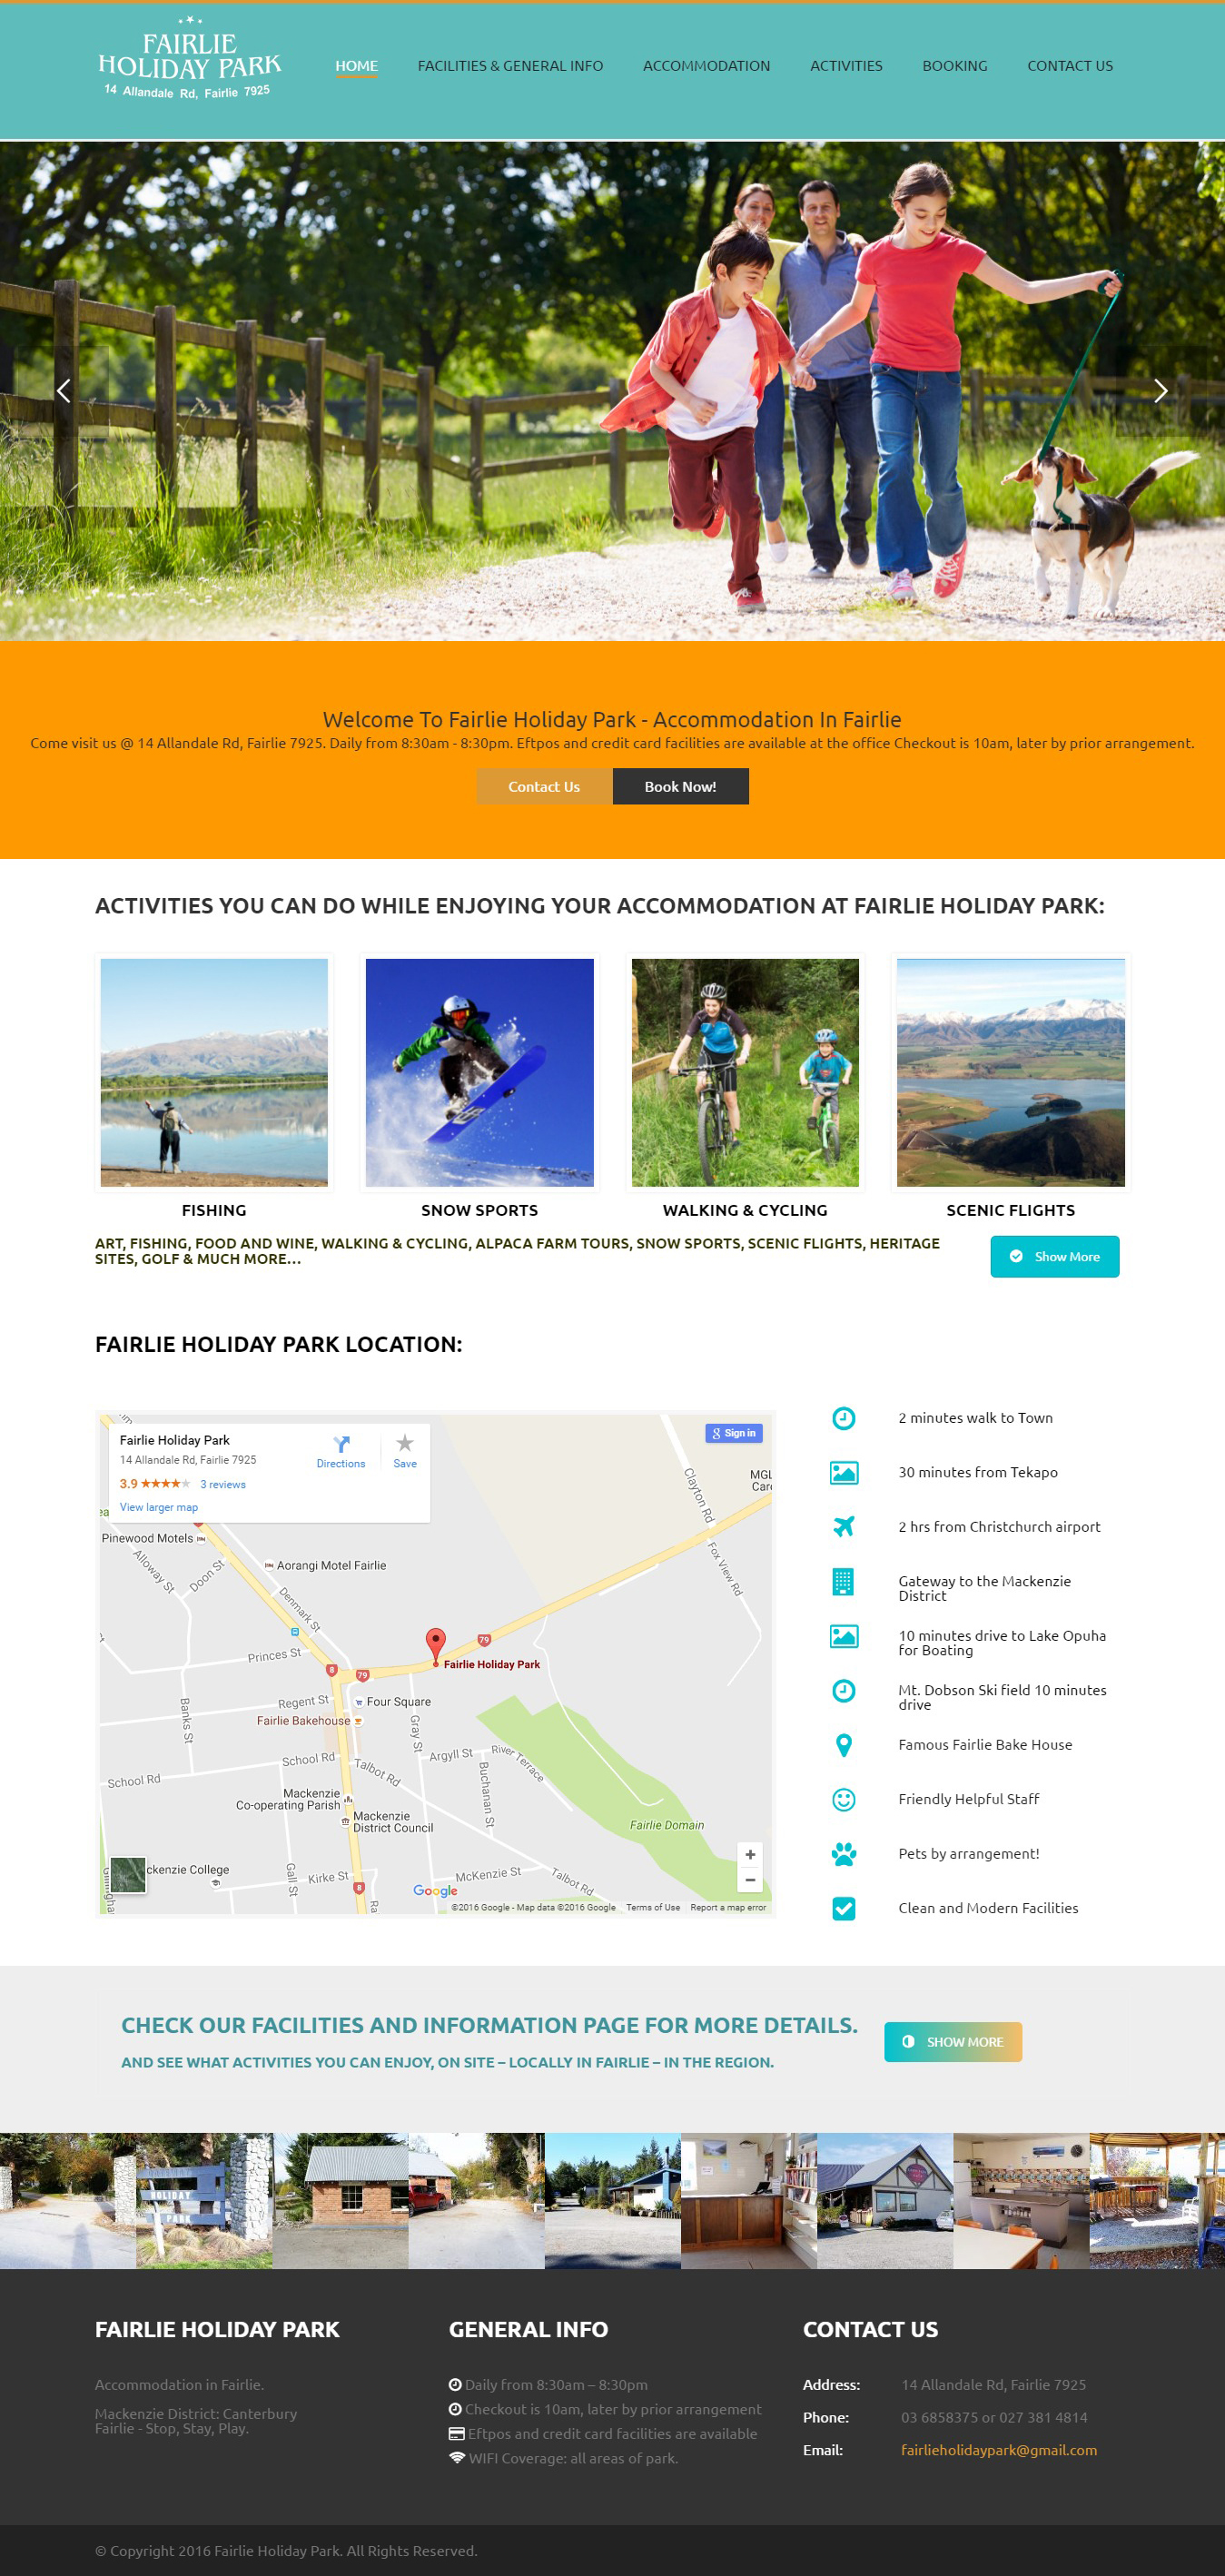 FAIRLIE
HOLIDAY PARK
14 Allandale Rd, Fairlie 7925
HOME
FACILITIES & GENERAL INFO
ACCOMMODATION
ACTIVITIES
BOOKING
CONTACT US
Welcome To Fairlie Holiday Park - Accommodation In Fairlie
Come visit us @ 14 Allandale Rd, Fairlie 7925. Daily from 8:30am - 8:30pm. Eftpos and credit card facilities are available at the office Checkout is 10am, later by prior arrangement.
Contact Us
Book Now!
ACTIVITIES YOU CAN DO WHILE ENJOYING YOUR ACCOMMODATION AT FAIRLIE HOLIDAY PARK:
FISHING
SNOW SPORTS
WALKING & CYCLING
SCENIC FLIGHTS
ART, FISHING, FOOD AND WINE, WALKING & CYCLING, ALPACA FARM TOURS, SNOW SPORTS, SCENIC FLIGHTS, HERITAGE
SITES, GOLF & MUCH MORE...
Show More
FAIRLIE HOLIDAY PARK LOCATION:
Fairlie Holiday Park
14 Allandale Rd, Fairlie 7925
3.9
3 reviews
View larger map
Directions
Save
Sign in
Clayton Rd
Fox View Rd
Pinewood Motels
Aorangi Motel Fairlie
Alloway St
Doon St
Denmark St
Princes St
8
79
79
Fairlie Holiday Park
Regent St
Four Square
Fairlie Bakehouse
Banks St
Gray St
School Rd
School Rd
Talbot Rd
Argyll St
River Terrace
Buchanan St
Mackenzie
Co-operating Parish
Mackenzie
District Council
Fairlie Domain
ckenzie College
Gall St
Kirke St
8
McKenzie St
Talbot Rd
Google
©2016 Google - Map data ©2016 Google
Terms of Use
Report a map error
2 minutes walk to Town
30 minutes from Tekapo
2 hrs from Christchurch airport
Gateway to the Mackenzie
District
10 minutes drive to Lake Opuha
for Boating
Mt. Dobson Ski field 10 minutes
drive
Famous Fairlie Bake House
Friendly Helpful Staff
Pets by arrangement!
Clean and Modern Facilities
CHECK OUR FACILITIES AND INFORMATION PAGE FOR MORE DETAILS.
AND SEE WHAT ACTIVITIES YOU CAN ENJOY, ON SITE – LOCALLY IN FAIRLIE – IN THE REGION.
SHOW MORE
HOLIDAY
PARK
FAIRLIE HOLIDAY PARK
Accommodation in Fairlie.
Mackenzie District: Canterbury
Fairlie - Stop, Stay, Play.
GENERAL INFO
Daily from 8:30am – 8:30pm
Checkout is 10am, later by prior arrangement
Eftpos and credit card facilities are available
WIFI Coverage: all areas of park.
CONTACT US
Address: 14 Allandale Rd, Fairlie 7925
Phone: 03 6858375 or 027 381 4814
Email: fairlieholidaypark@gmail.com
© Copyright 2016 Fairlie Holiday Park. All Rights Reserved.